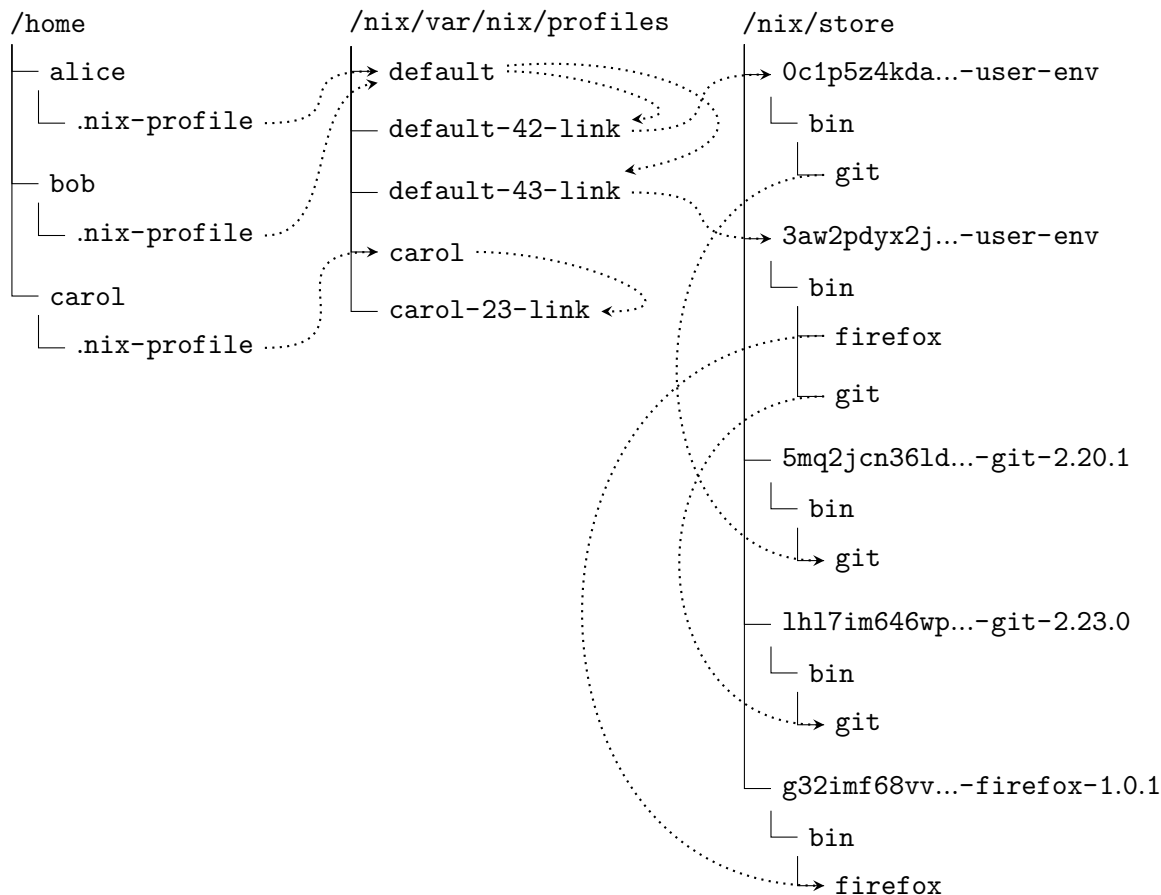 /home
alice
.nix-profile
bob
.nix-profile
carol
.nix-profile
/nix/var/nix/profiles
default
default-42-link
default-43-link
carol
carol-23-link
/nix/store
0c1p5z4kda...-user-env
bin
git
3aw2pdyx2j...-user-env
bin
firefox
git
5mq2jcn36ld...-git-2.20.1
bin
git
lhl7im646wp...-git-2.23.0
bin
git
g32imf68vv...-firefox-1.0.1
bin
firefox